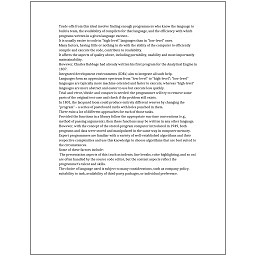 Trade-offs from this ideal involve finding enough programmers who know the language to
build a team, the availability of compilers for that language, and the efficiency with which
programs written in a given language execute.
It is usually easier to code in "high-level" languages than in "low-level" ones.
Many factors, having little or nothing to do with the ability of the computer to efficiently
compile and execute the code, contribute to readability.
It affects the aspects of quality above, including portability, usability and most importantly
maintainability.
However, Charles Babbage had already written his first program for the Analytical Engine in
1837.
Integrated development environments (IDEs) aim to integrate all such help.
Languages form an approximate spectrum from "low-level" to "high-level"; "low-level"
languages are typically more machine-oriented and faster to execute, whereas "high-level"
languages are more abstract and easier to use but execute less quickly.
Trial-and-error/divide-and-conquer is needed: the programmer will try to remove some
parts of the original test case and check if the problem still exists.
In 1801, the Jacquard loom could produce entirely different weaves by changing the
"program" – a series of pasteboard cards with holes punched in them.
There exist a lot of different approaches for each of those tasks.
Provided the functions in a library follow the appropriate run-time conventions (e.g.,
method of passing arguments), then these functions may be written in any other language.
However, with the concept of the stored-program computer introduced in 1949, both
programs and data were stored and manipulated in the same way in computer memory.
Expert programmers are familiar with a variety of well-established algorithms and their
respective complexities and use this knowledge to choose algorithms that are best suited to
the circumstances.
Some of these factors include:
The presentation aspects of this (such as indents, line breaks, color highlighting, and so on)
are often handled by the source code editor, but the content aspects reflect the
programmer's talent and skills.
The choice of language used is subject to many considerations, such as company policy,
suitability to task, availability of third-party packages, or individual preference.